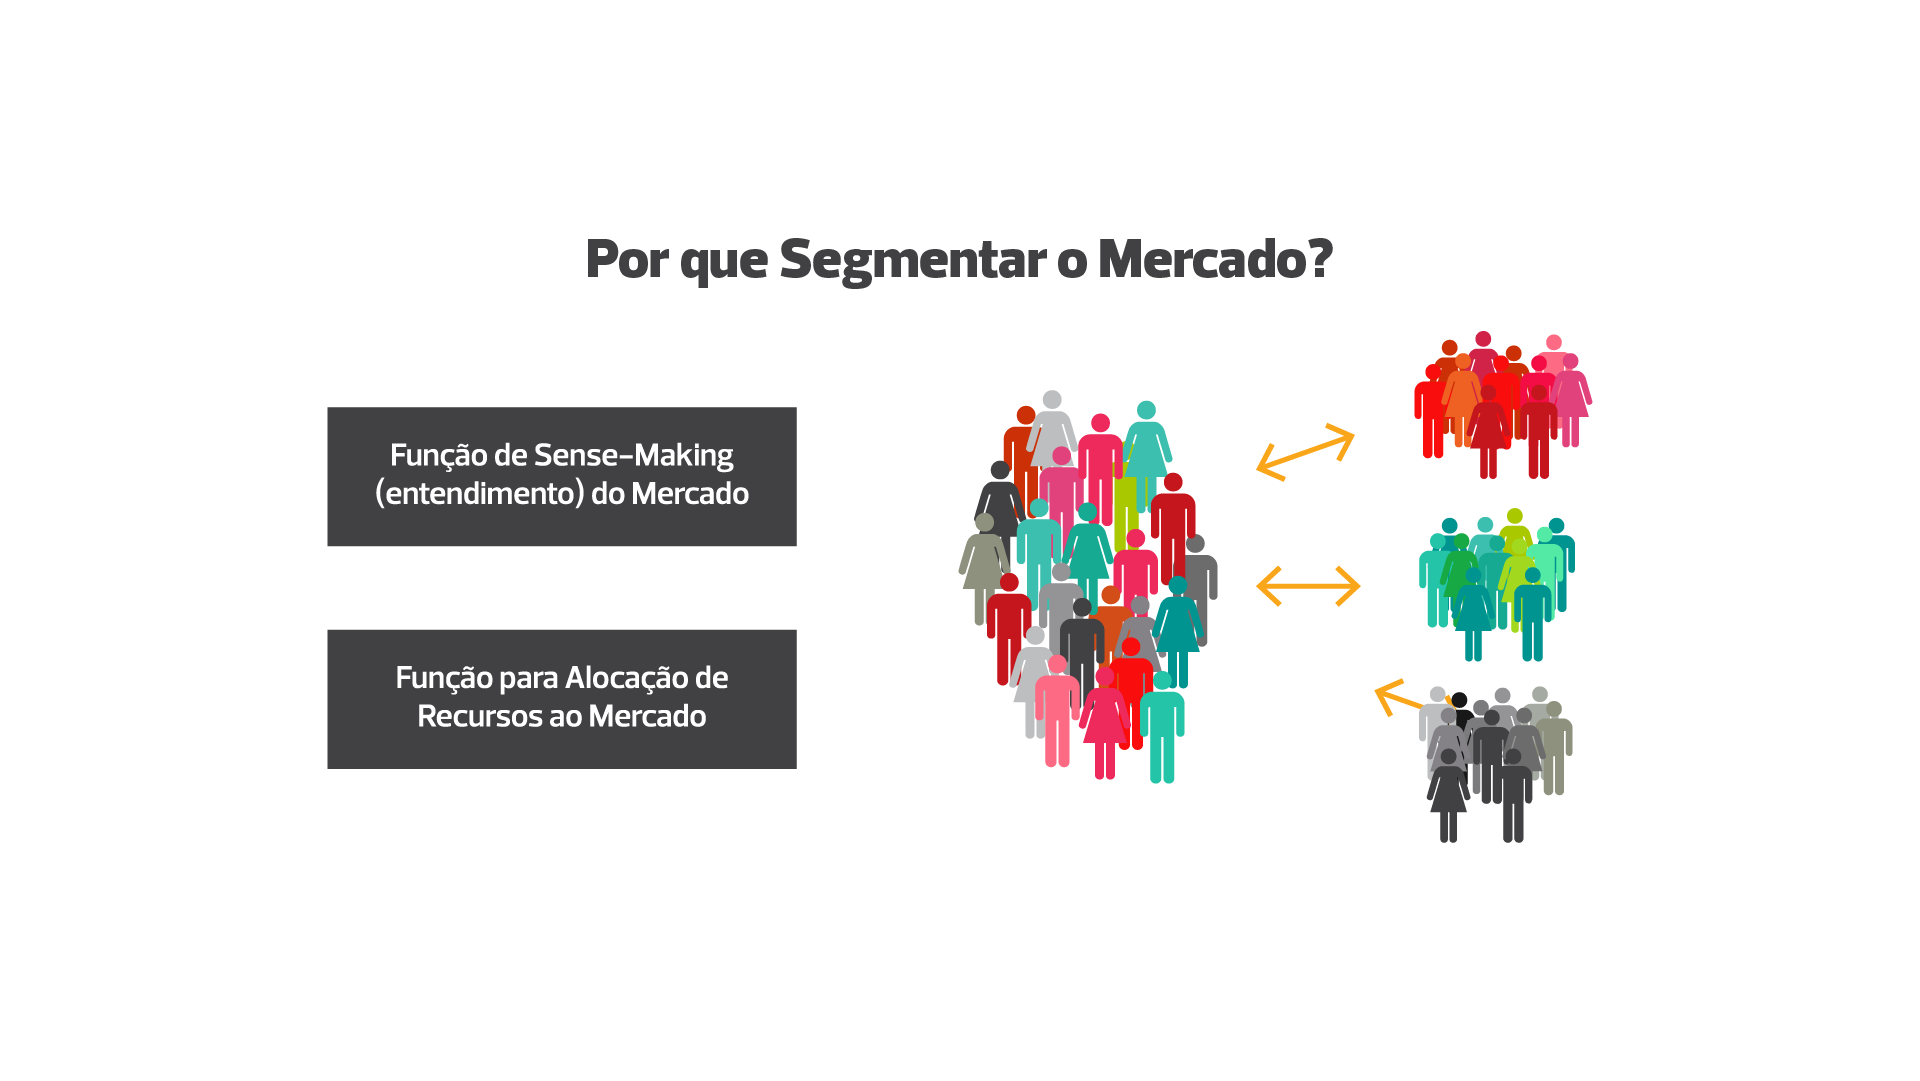 Por que Segmentar o Mercado?
Função de Sense-Making
(entendimento) do Mercado
Função para Alocação de
Recursos ao Mercado